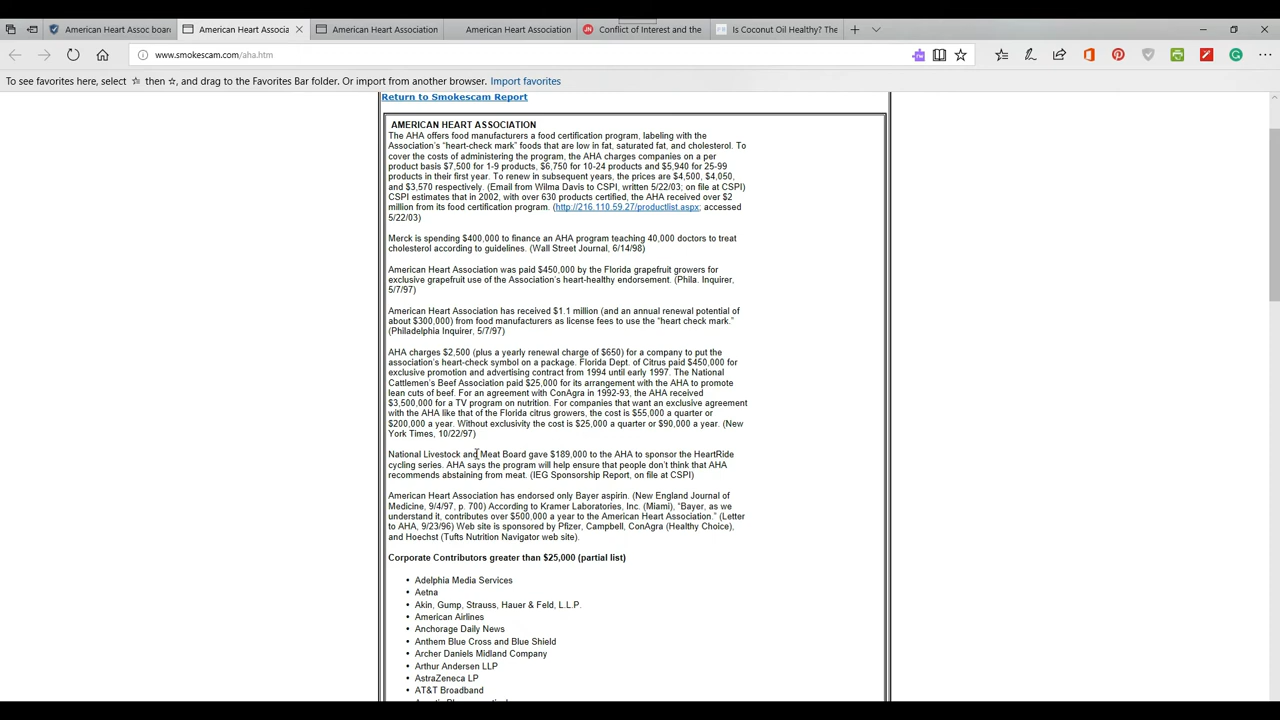 American Heart Assoc board
American Heart Associa
American Heart Association
American Heart Association
Conflict of Interest and the
Is Coconut Oil Healthy? The
www.smokescam.com/aha.htm
To see favorites here, select ☆ then ☆, and drag to the Favorites Bar folder. Or import from another browser. Import favorites
Return to Smokescam Report
AMERICAN HEART ASSOCIATION
The AHA offers food manufacturers a food certification program, labeling with the
Association's “heart-check mark” foods that are low in fat, saturated fat, and cholesterol. To
cover the costs of administering the program, the AHA charges companies on a per
product basis $7,500 for 1-9 products, $6,750 for 10-24 products and $5,940 for 25-99
products in their first year. To renew in subsequent years, the prices are $4,500, $4,050,
and $3,570 respectively. (Email from Wilma Davis to CSPI, written 5/22/03; on file at CSPI)
CSPI estimates that in 2002, with over 630 products certified, the AHA received over $2
million from its food certification program. (http://216.110.59.27/productlist.aspx; accessed
5/22/03)
Merck is spending $400,000 to finance an AHA program teaching 40,000 doctors to treat
cholesterol according to guidelines. (Wall Street Journal, 6/14/98)
American Heart Association was paid $450,000 by the Florida grapefruit growers for
exclusive grapefruit use of the Association's heart-healthy endorsement. (Phila. Inquirer,
5/7/97)
American Heart Association has received $1.1 million (and an annual renewal potential of
about $300,000) from food manufacturers as license fees to use the “heart check mark.”
(Philadelphia Inquirer, 5/7/97)
AHA charges $2,500 (plus a yearly renewal charge of $650) for a company to put the
association's heart-check symbol on a package. Florida Dept. of Citrus paid $450,000 for
exclusive promotion and advertising contract from 1994 until early 1997. The National
Cattlemen's Beef Association paid $25,000 for its arrangement with the AHA to promote
lean cuts of beef. For an agreement with ConAgra in 1992-93, the AHA received
$3,500,000 for a TV program on nutrition. For companies that want an exclusive agreement
with the AHA like that of the Florida citrus growers, the cost is $55,000 a quarter or
$200,000 a year. Without exclusivity the cost is $25,000 a quarter or $90,000 a year. (New
York Times, 10/22/97)
National Livestock and Meat Board gave $189,000 to the AHA to sponsor the HeartRide
cycling series. AHA says the program will help ensure that people don't think that AHA
recommends abstaining from meat. (IEG Sponsorship Report, on file at CSPI)
American Heart Association has endorsed only Bayer aspirin. (New England Journal of
Medicine, 9/4/97, p. 700) According to Kramer Laboratories, Inc. (Miami), “Bayer, as we
understand it, contributes over $500,000 a year to the American Heart Association.” (Letter
to AHA, 9/23/96) Web site is sponsored by Pfizer, Campbell, ConAgra (Healthy Choice),
and Hoechst (Tufts Nutrition Navigator web site).
Corporate Contributors greater than $25,000 (partial list)
• Adelphia Media Services
• Aetna
• Akin, Gump, Strauss, Hauer & Feld, L.L.P.
• American Airlines
• Anchorage Daily News
• Anthem Blue Cross and Blue Shield
• Archer Daniels Midland Company
• Arthur Andersen LLP
• AstraZeneca LP
• AT&T Broadband